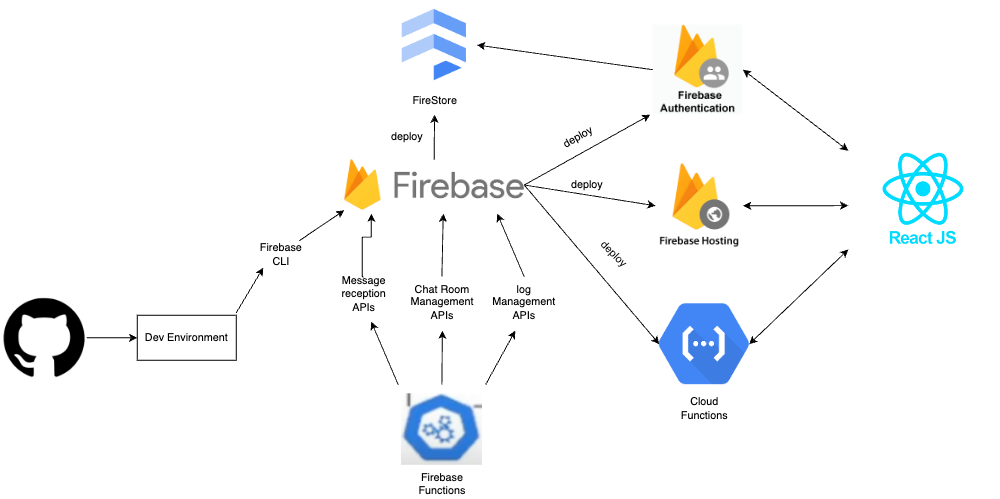 FireStore
deploy
Firebase
Authentication
deploy
Firebase
deploy
Firebase Hosting
React JS
deploy
Firebase
CLI
Message
reception
APIs
Chat Room
Management
APIs
log
Management
APIs
Dev Environment
Cloud
Functions
Firebase
Functions